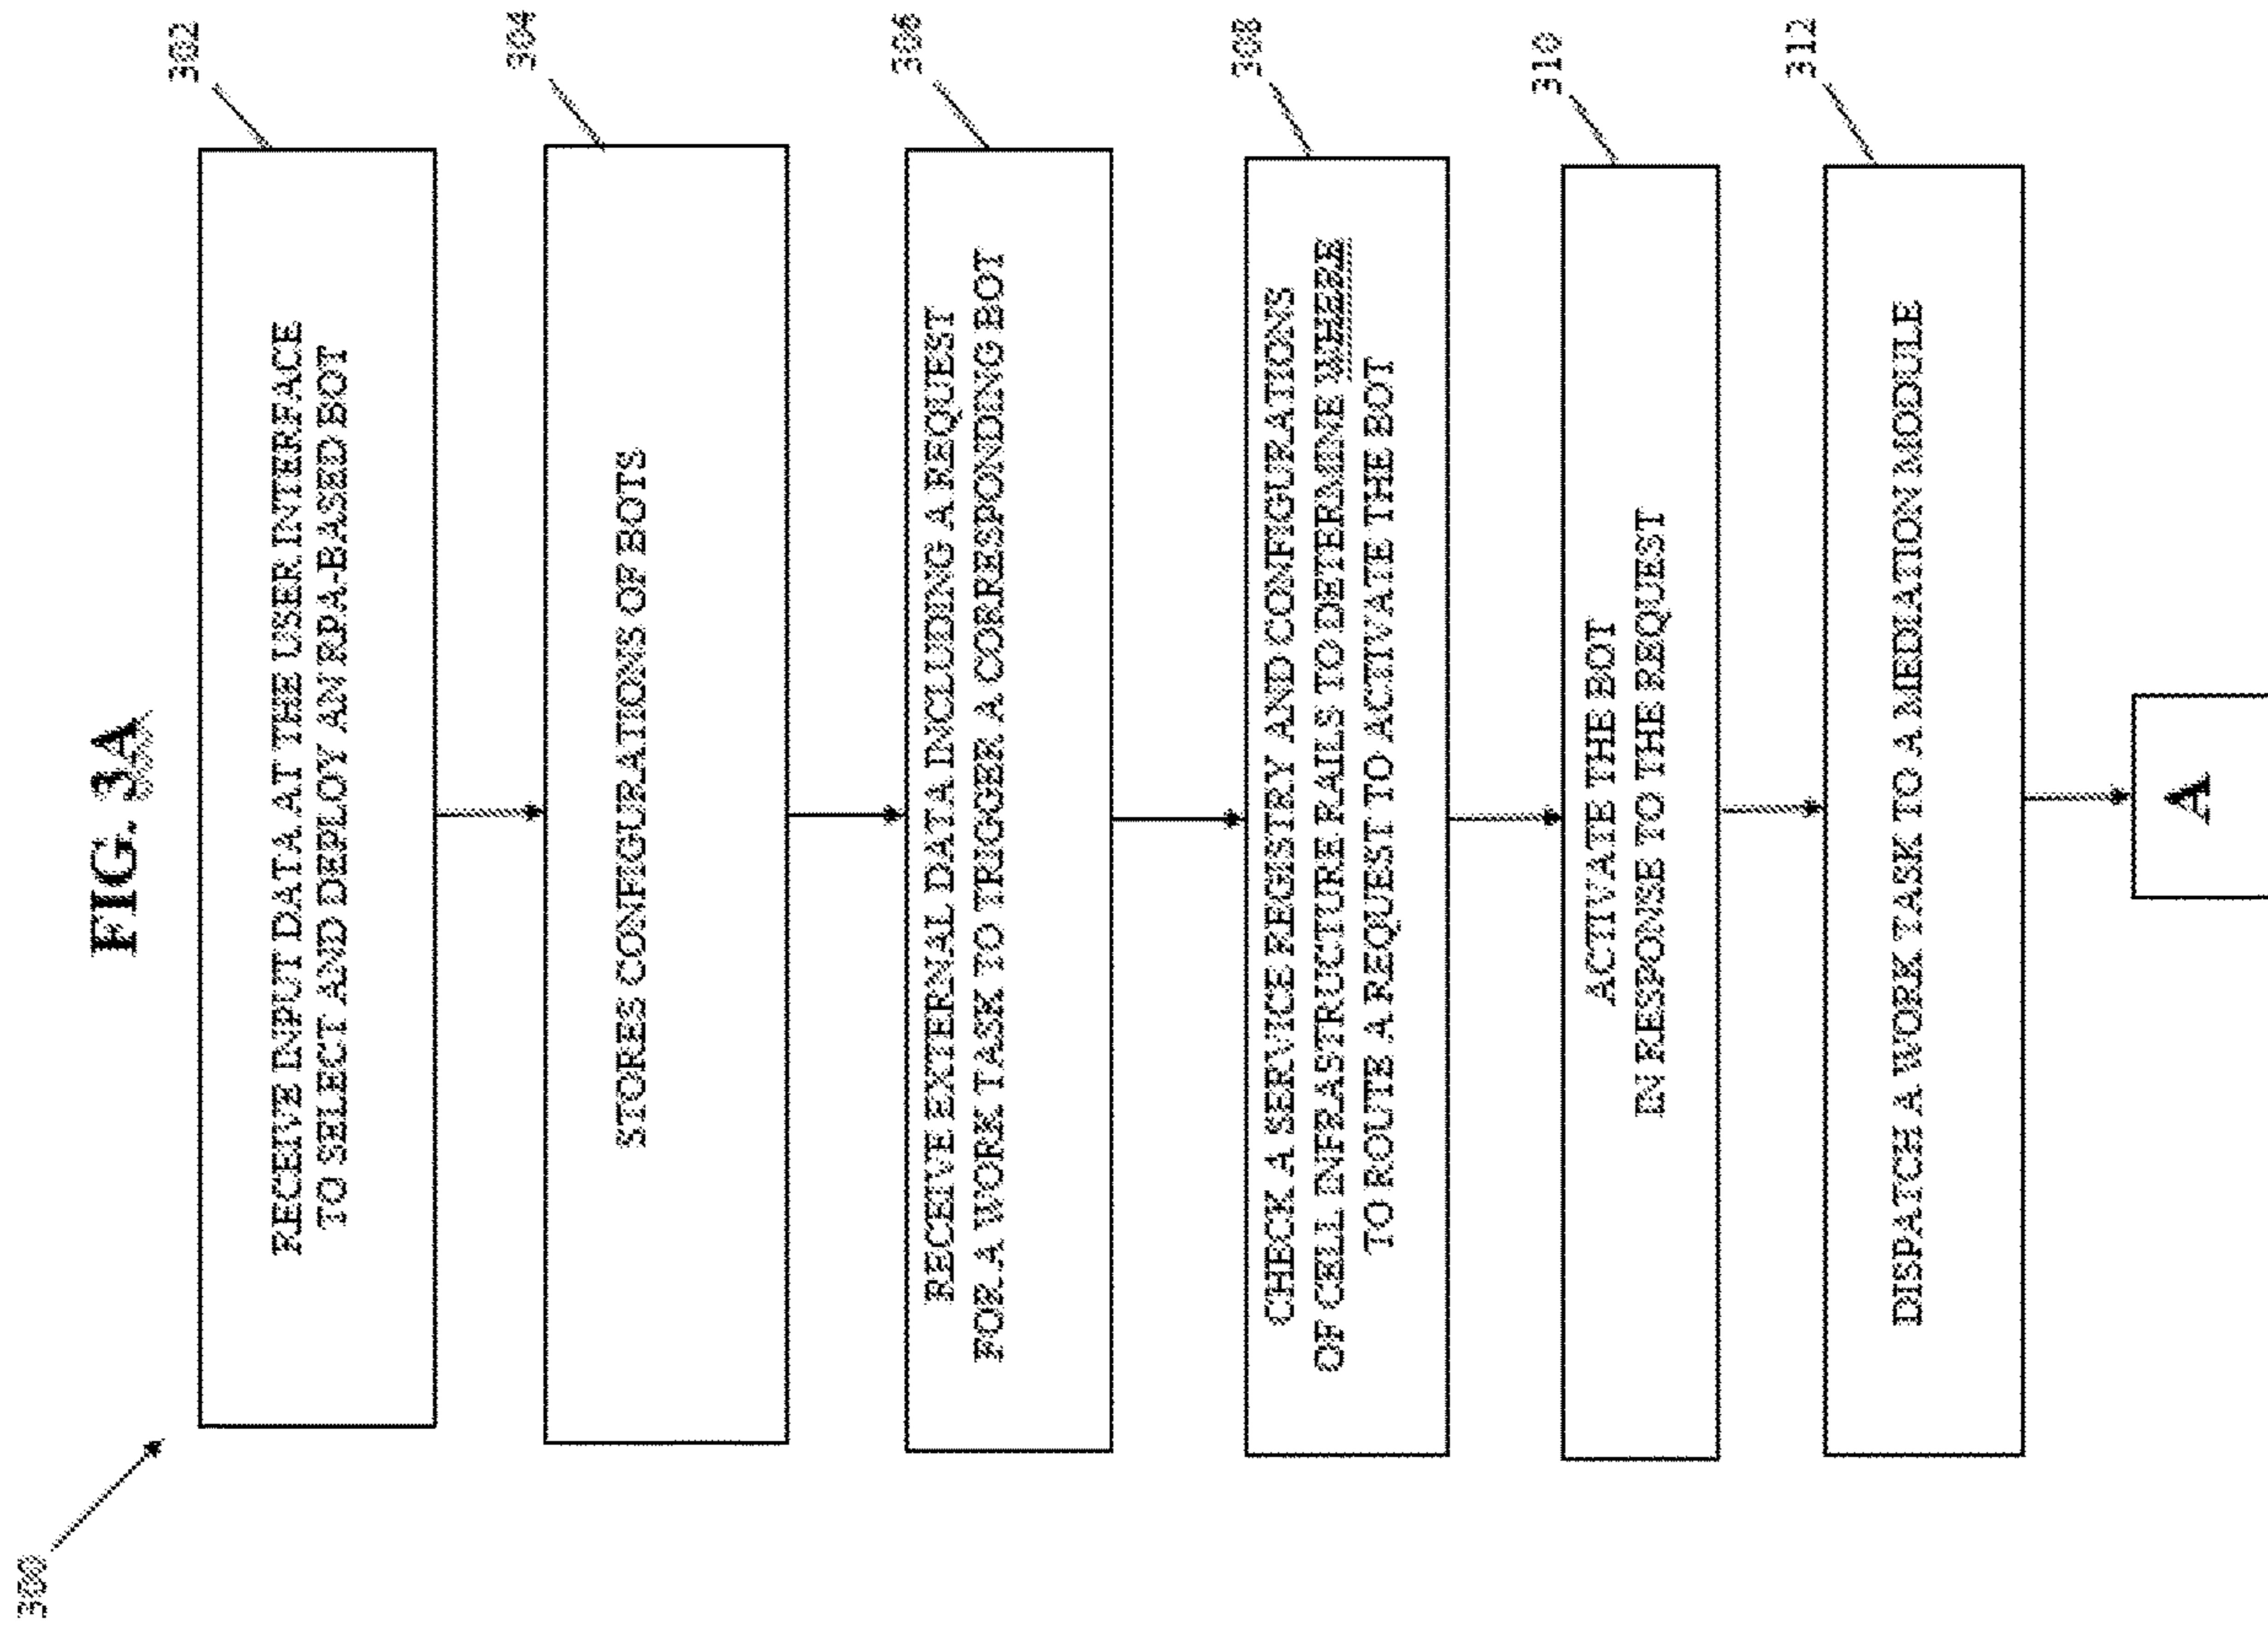 FIG. 3A
300
302
RECEIVE INPUT DATA AT THE USER INTERFACE
TO SELECT AND DEPLOY AN RPA-BASED BOT
304
STORES CONFIGURATIONS OF BOTS
306
RECEIVE EXTERNAL DATA INCLUDING A REQUEST
FOR A WORK TASK TO TRIGGER A CORRESPONDING BOT
308
CHECK A SERVICE REGISTRY AND CONFIGURATIONS
OF CELL INFRASTRUCTURE RAILS TO DETERMINE WHERE
TO ROUTE A REQUEST TO ACTIVATE THE BOT
310
ACTIVATE THE BOT
IN RESPONSE TO THE REQUEST
312
DISPATCH A WORK TASK TO A MEDIATION MODULE
A